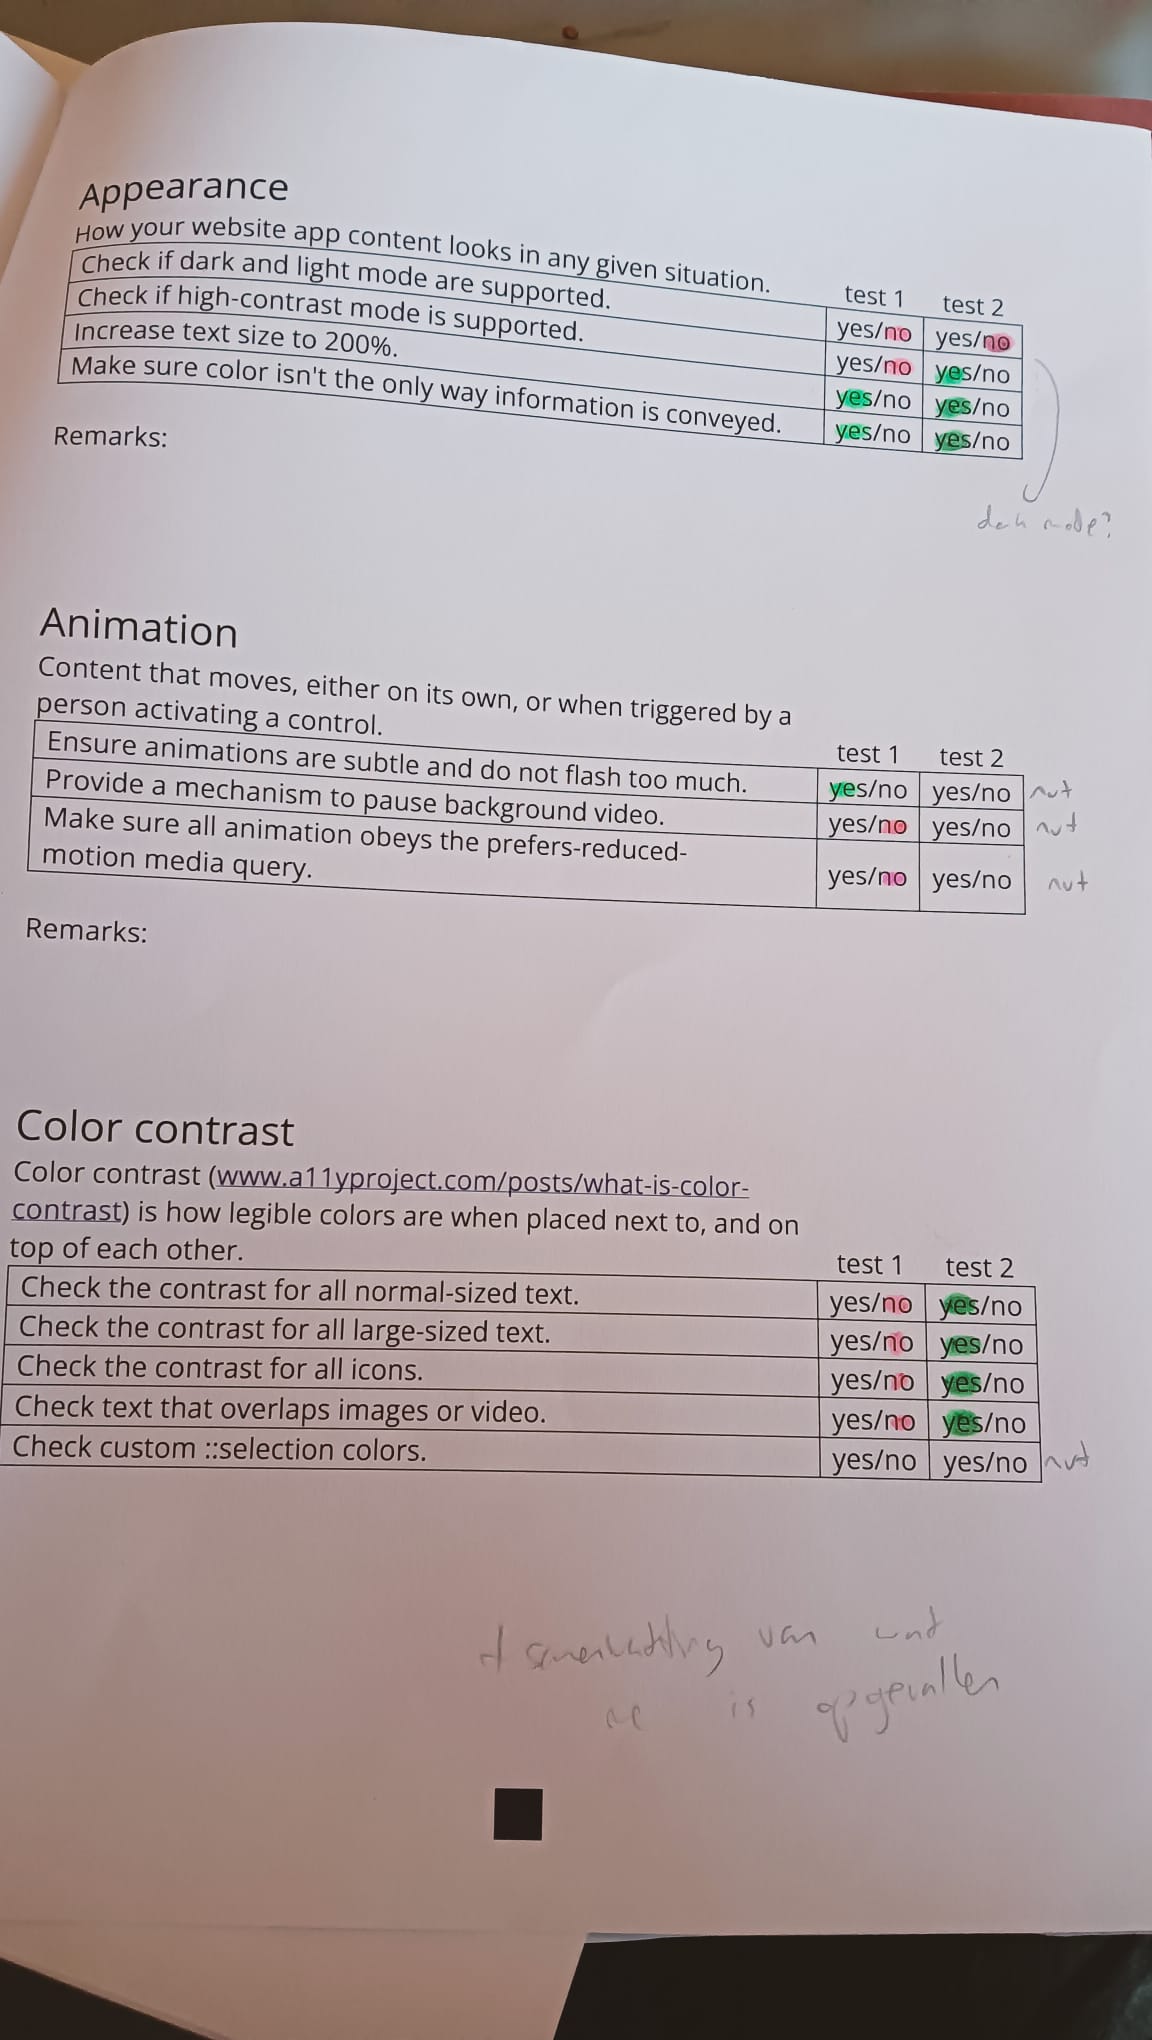 Appearance
How your website app content looks in any given situation.
test 1 test 2
Check if dark and light mode are supported. yes/no yes/no
Check if high-contrast mode is supported. yes/no yes/no
Increase text size to 200%. yes/no yes/no
Make sure color isn't the only way information is conveyed. yes/no yes/no
Remarks:
mode?
Animation
Content that moves, either on its own, or when triggered by a
person activating a control.
test 1 test 2
Ensure animations are subtle and do not flash too much. yes/no yes/no nvt
Provide a mechanism to pause background video. yes/no yes/no nvt
Make sure all animation obeys the prefers-reduced-
motion media query. yes/no yes/no nvt
Remarks:
Color contrast
Color contrast (www.a11yproject.com/posts/what-is-color-
contrast) is how legible colors are when placed next to, and on
top of each other.
test 1 test 2
Check the contrast for all normal-sized text. yes/no yes/no
Check the contrast for all large-sized text. yes/no yes/no
Check the contrast for all icons. yes/no yes/no
Check text that overlaps images or video. yes/no yes/no
Check custom ::selection colors. yes/no yes/no nvt
van
is opgevallen